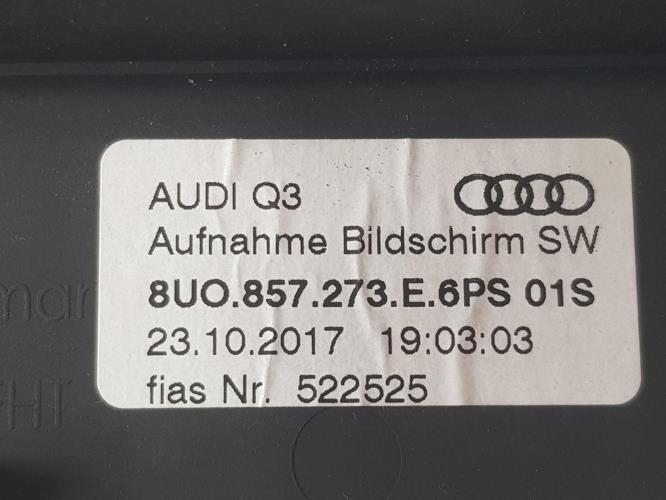 AUDI Q3
Aufnahme Bildschirm SW
8UO.857.273.E.6PS 01S
23.10.2017 19:03:03
fias Nr. 522525